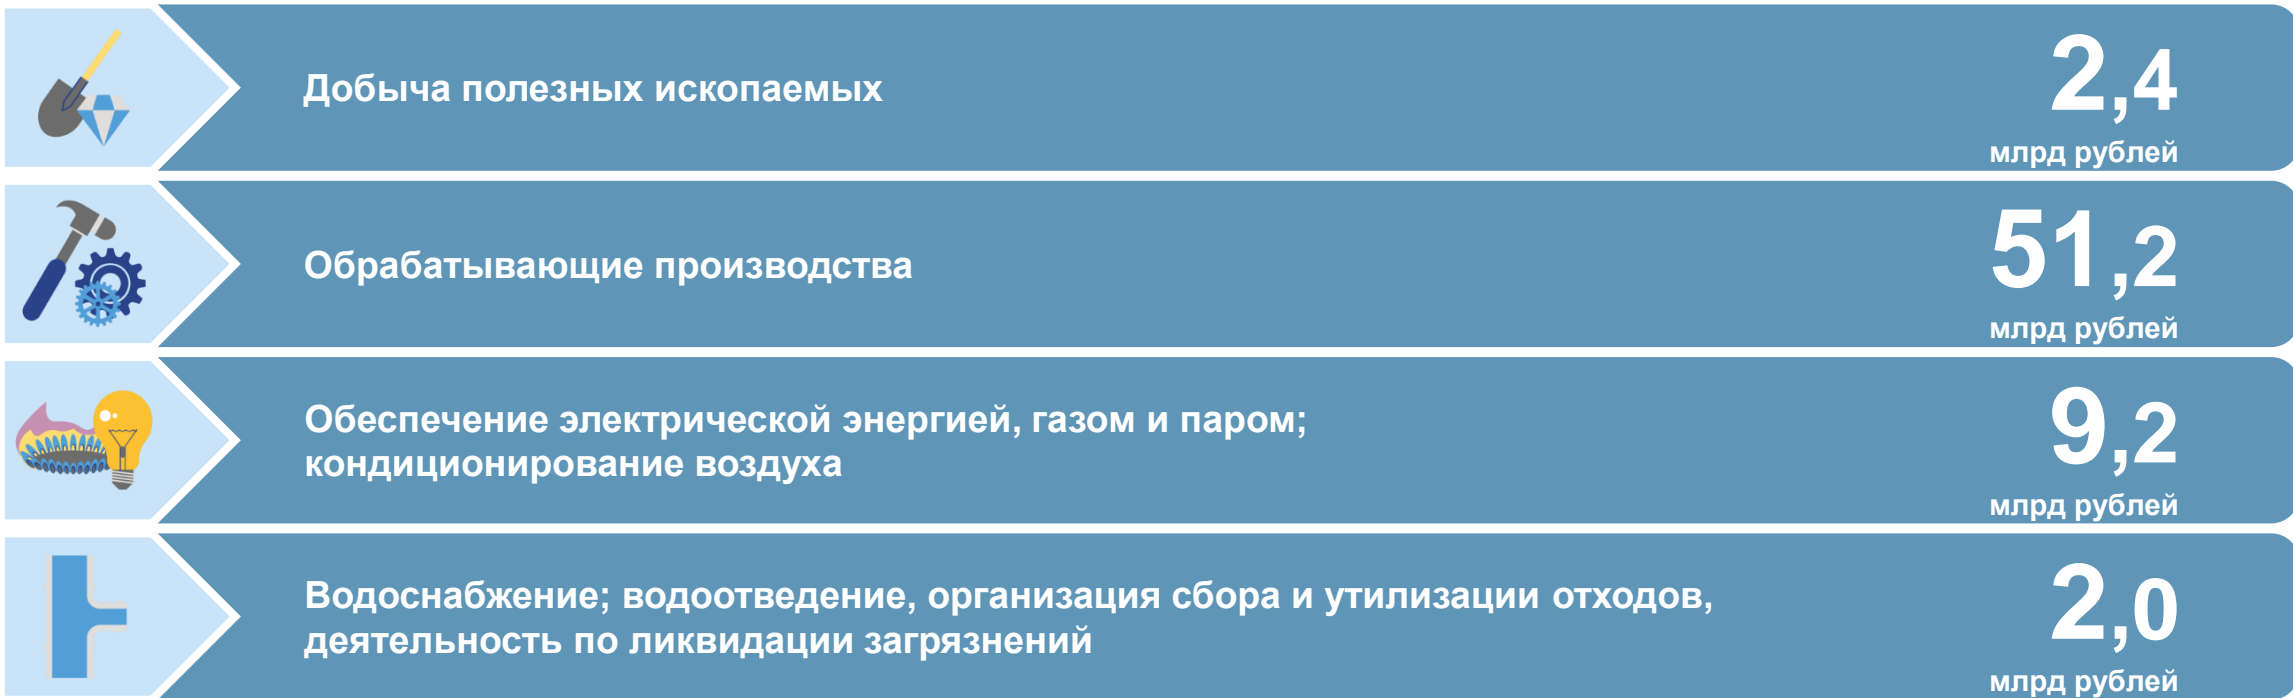 Добыча полезных ископаемых
2,4
млрд рублей
Обрабатывающие производства
51,2
млрд рублей
Обеспечение электрической энергией, газом и паром;
кондиционирование воздуха
9,2
млрд рублей
Водоснабжение; водоотведение, организация сбора и утилизации отходов,
деятельность по ликвидации загрязнений
2,0
млрд рублей